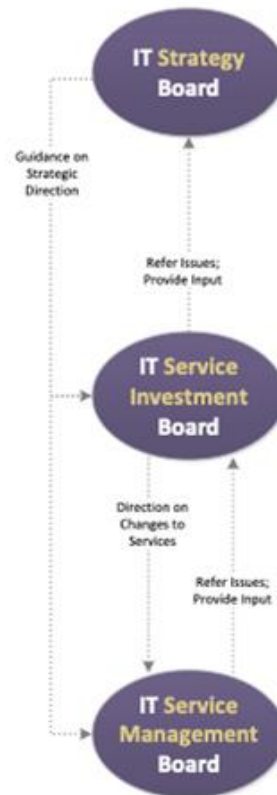 IT Strategy
Board
Guidance on
Strategic
Direction
Refer Issues;
Provide Input
IT Service
Investment
Board
Direction on
Changes to
Services
Refer Issues;
Provide Input
IT Service
Management
Board